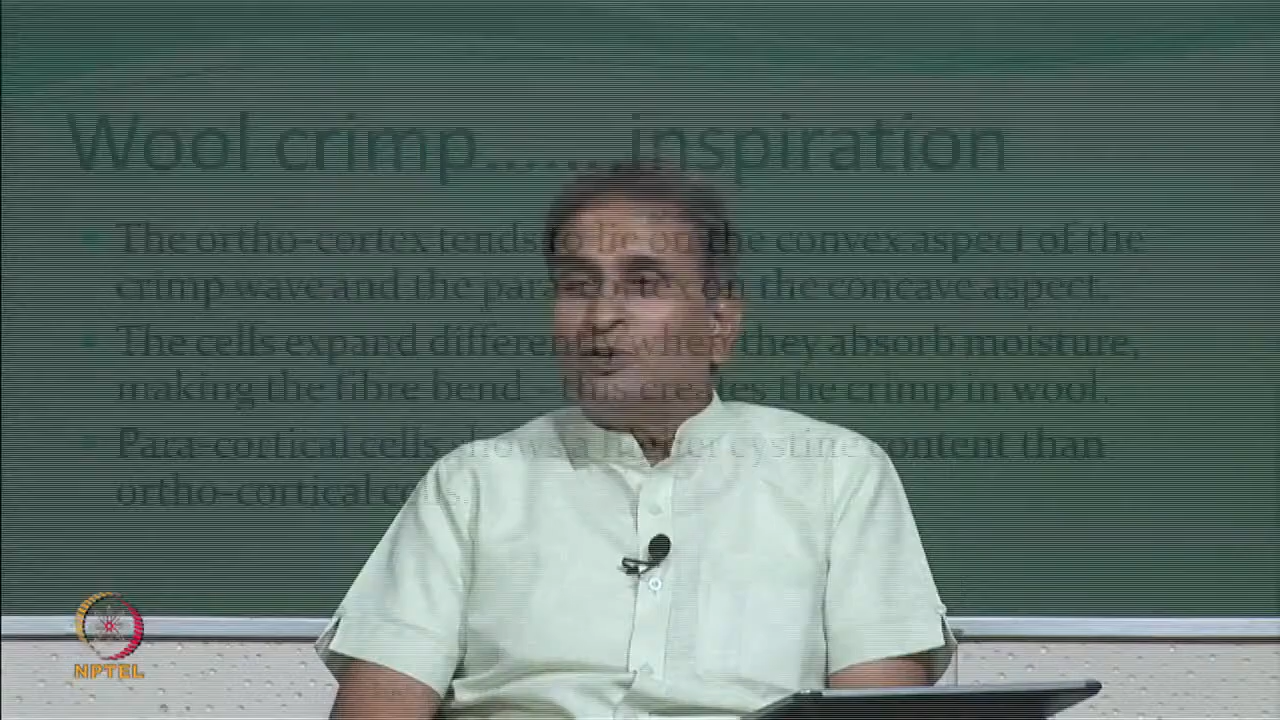 Wool crimp.......inspiration
The ortho-cortex tends to lie on the convex aspect of the
crimp wave and the para-cortex on the concave aspect.
The cells expand differently when they absorb moisture,
making the fibre bend – this creates the crimp in wool.
Para-cortical cells shows a higher cystine content than
ortho-cortical cells.
NPTEL